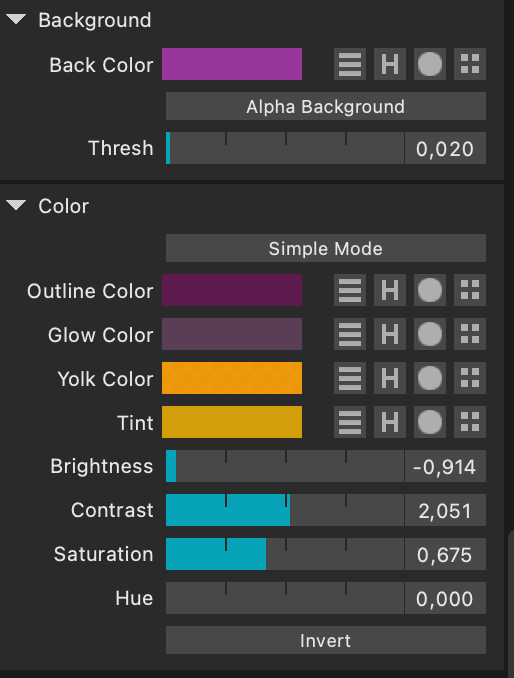 Background
Back Color H
Alpha Background
Thresh 0,020
Color
Simple Mode
Outline Color H
Glow Color H
Yolk Color H
Tint H
Brightness -0,914
Contrast 2,051
Saturation 0,675
Hue 0,000
Invert